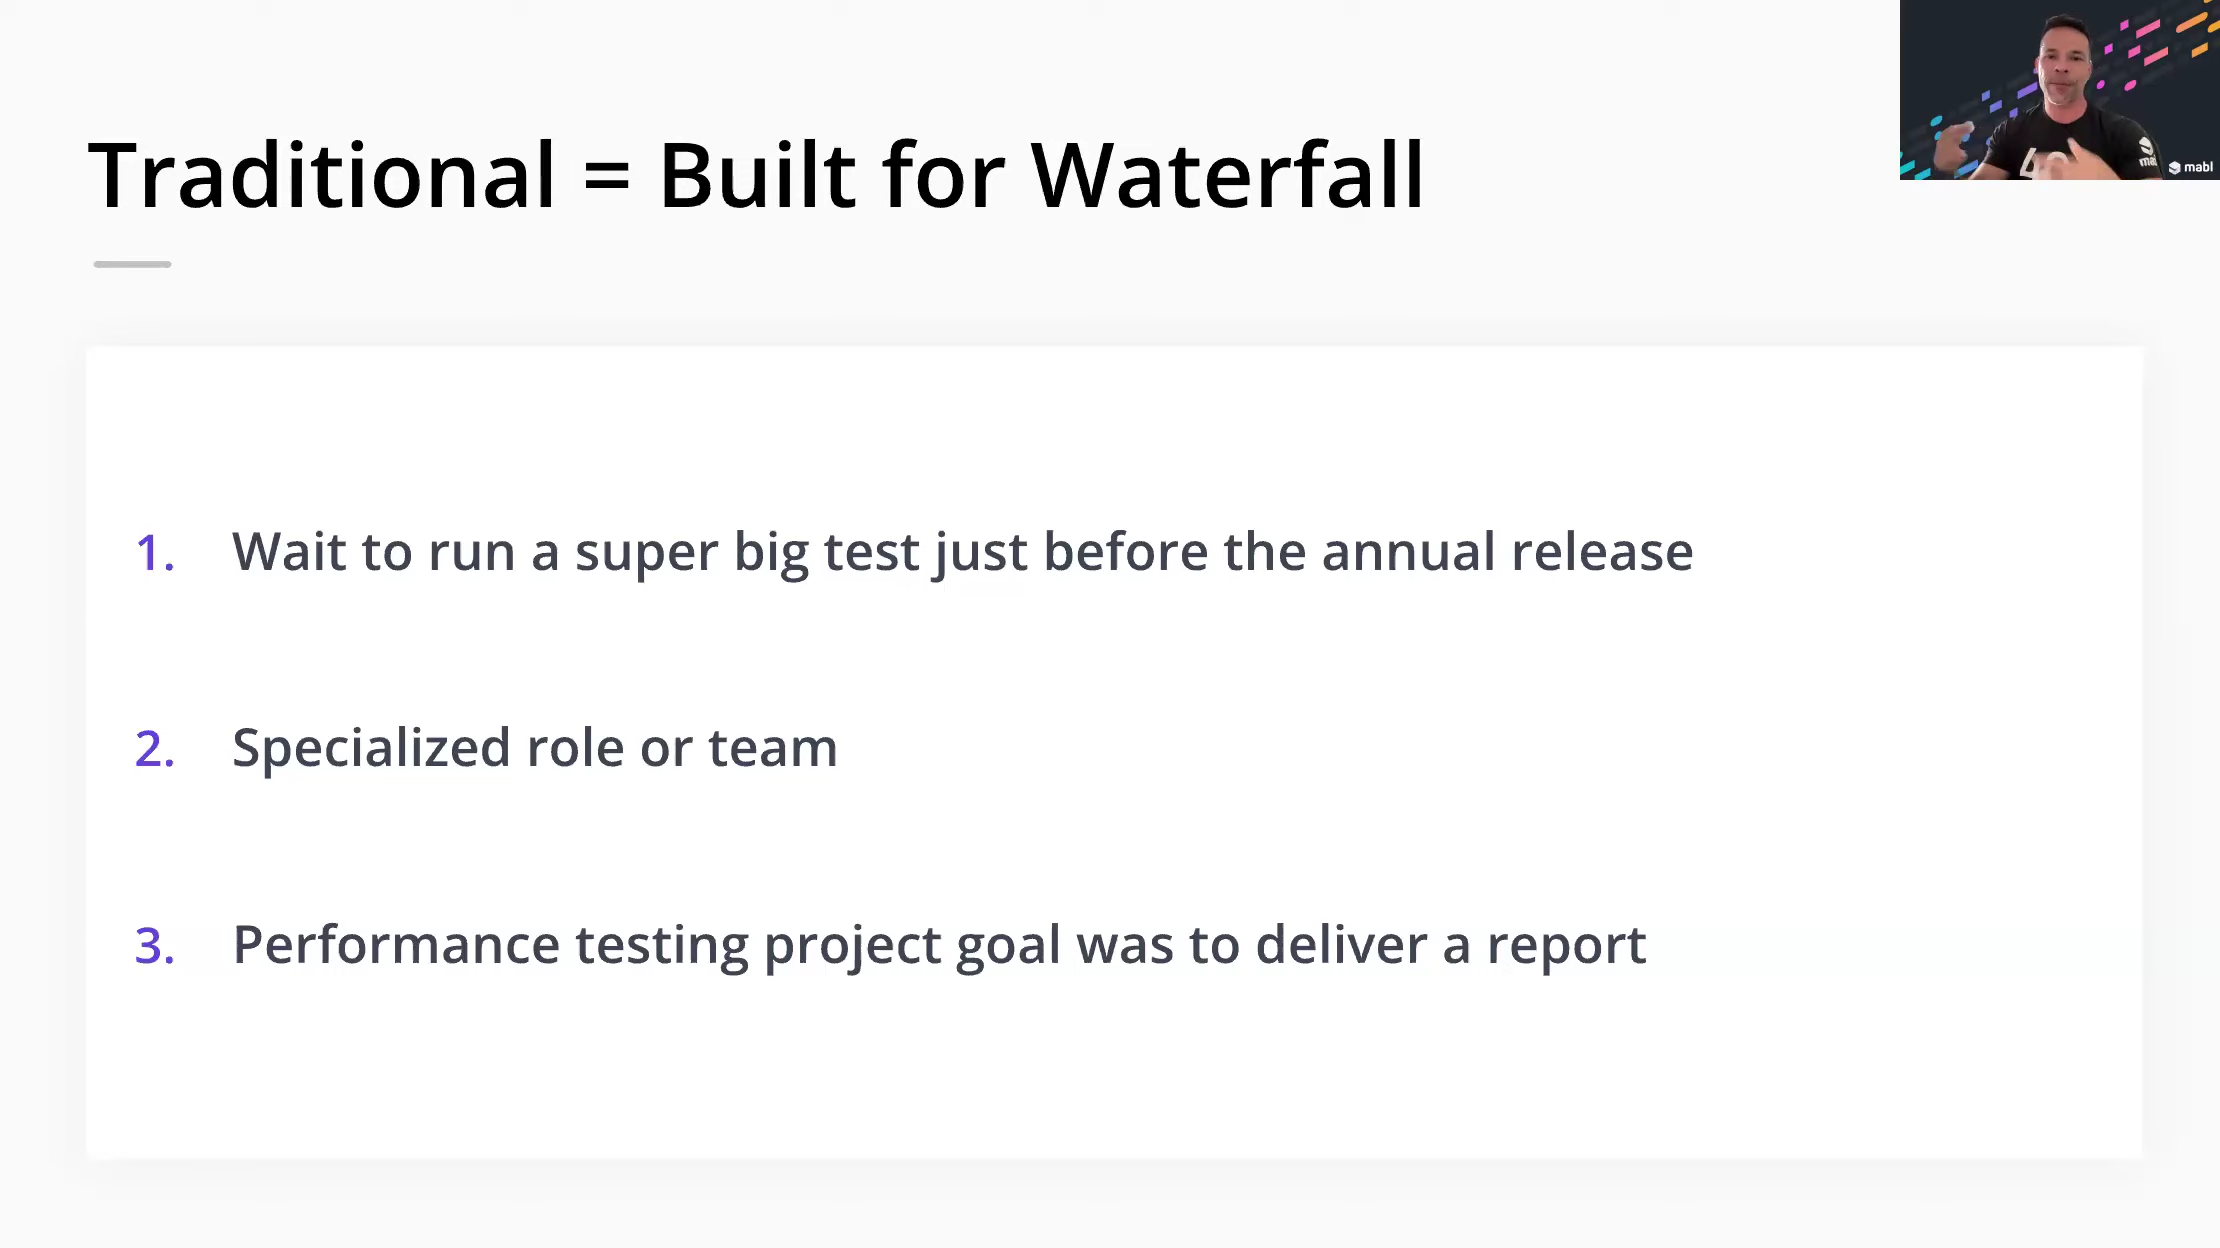 Traditional = Built for Waterfall
1. Wait to run a super big test just before the annual release
2. Specialized role or team
3. Performance testing project goal was to deliver a report
mabl